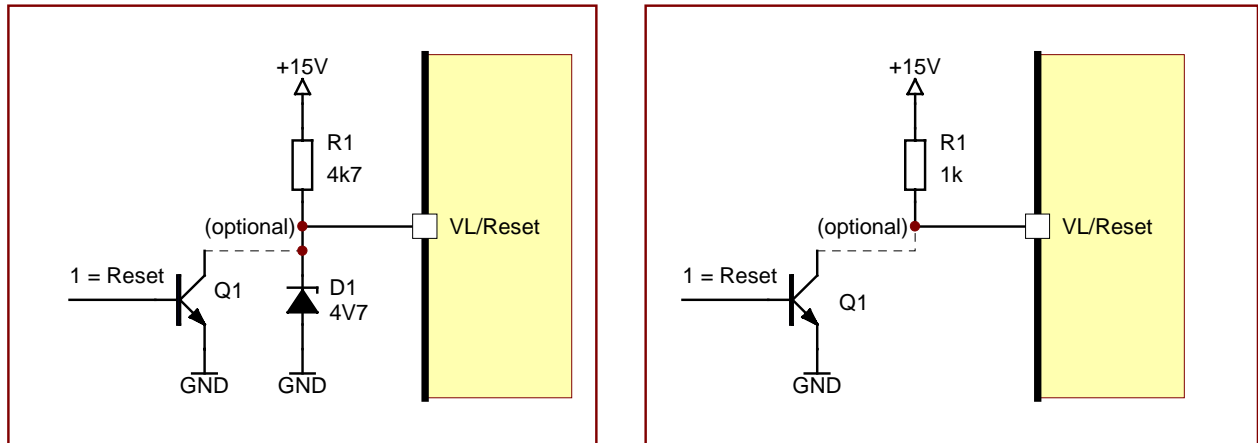 +15V
R1
4k7
(optional)
VL/Reset
1 = Reset
Q1
D1
4V7
GND
GND
+15V
R1
1k
(optional)
VL/Reset
1 = Reset
Q1
GND